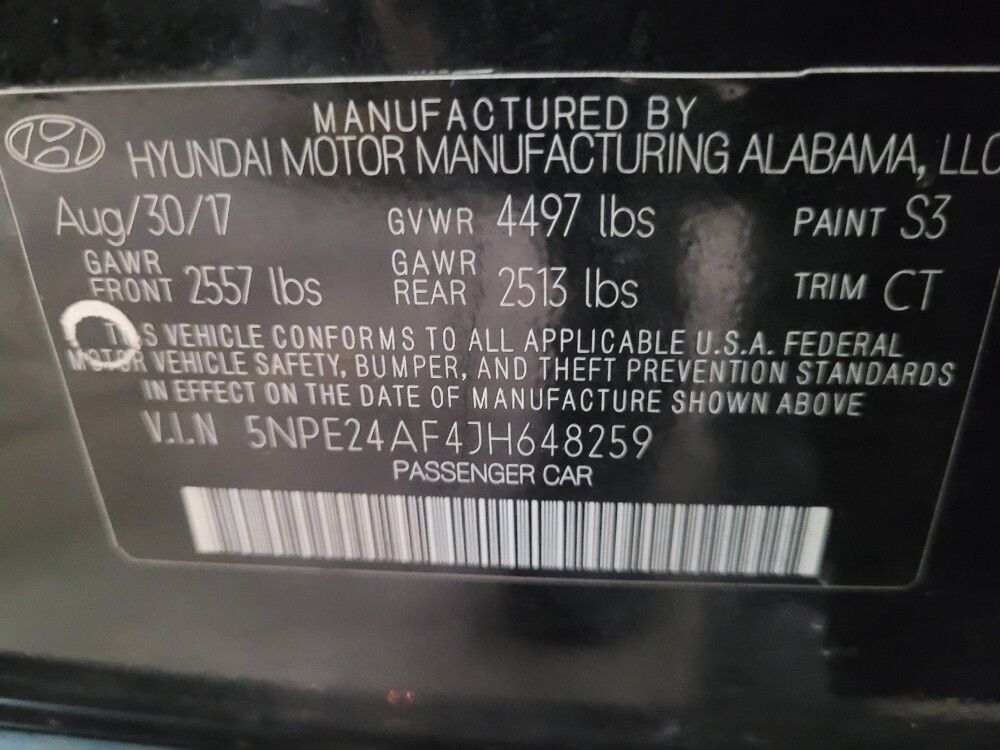 MANUFACTURED BY
HYUNDAI MOTOR MANUFACTURING ALABAMA, LLC
Aug/30/17 GVWR 4497 lbs PAINT S3
GAWR FRONT 2557 lbs GAWR REAR 2513 lbs TRIM CT
THIS VEHICLE CONFORMS TO ALL APPLICABLE U.S.A. FEDERAL
MOTOR VEHICLE SAFETY, BUMPER, AND THEFT PREVENTION STANDARDS
IN EFFECT ON THE DATE OF MANUFACTURE SHOWN ABOVE
V.I.N 5NPE24AF4JH648259
PASSENGER CAR